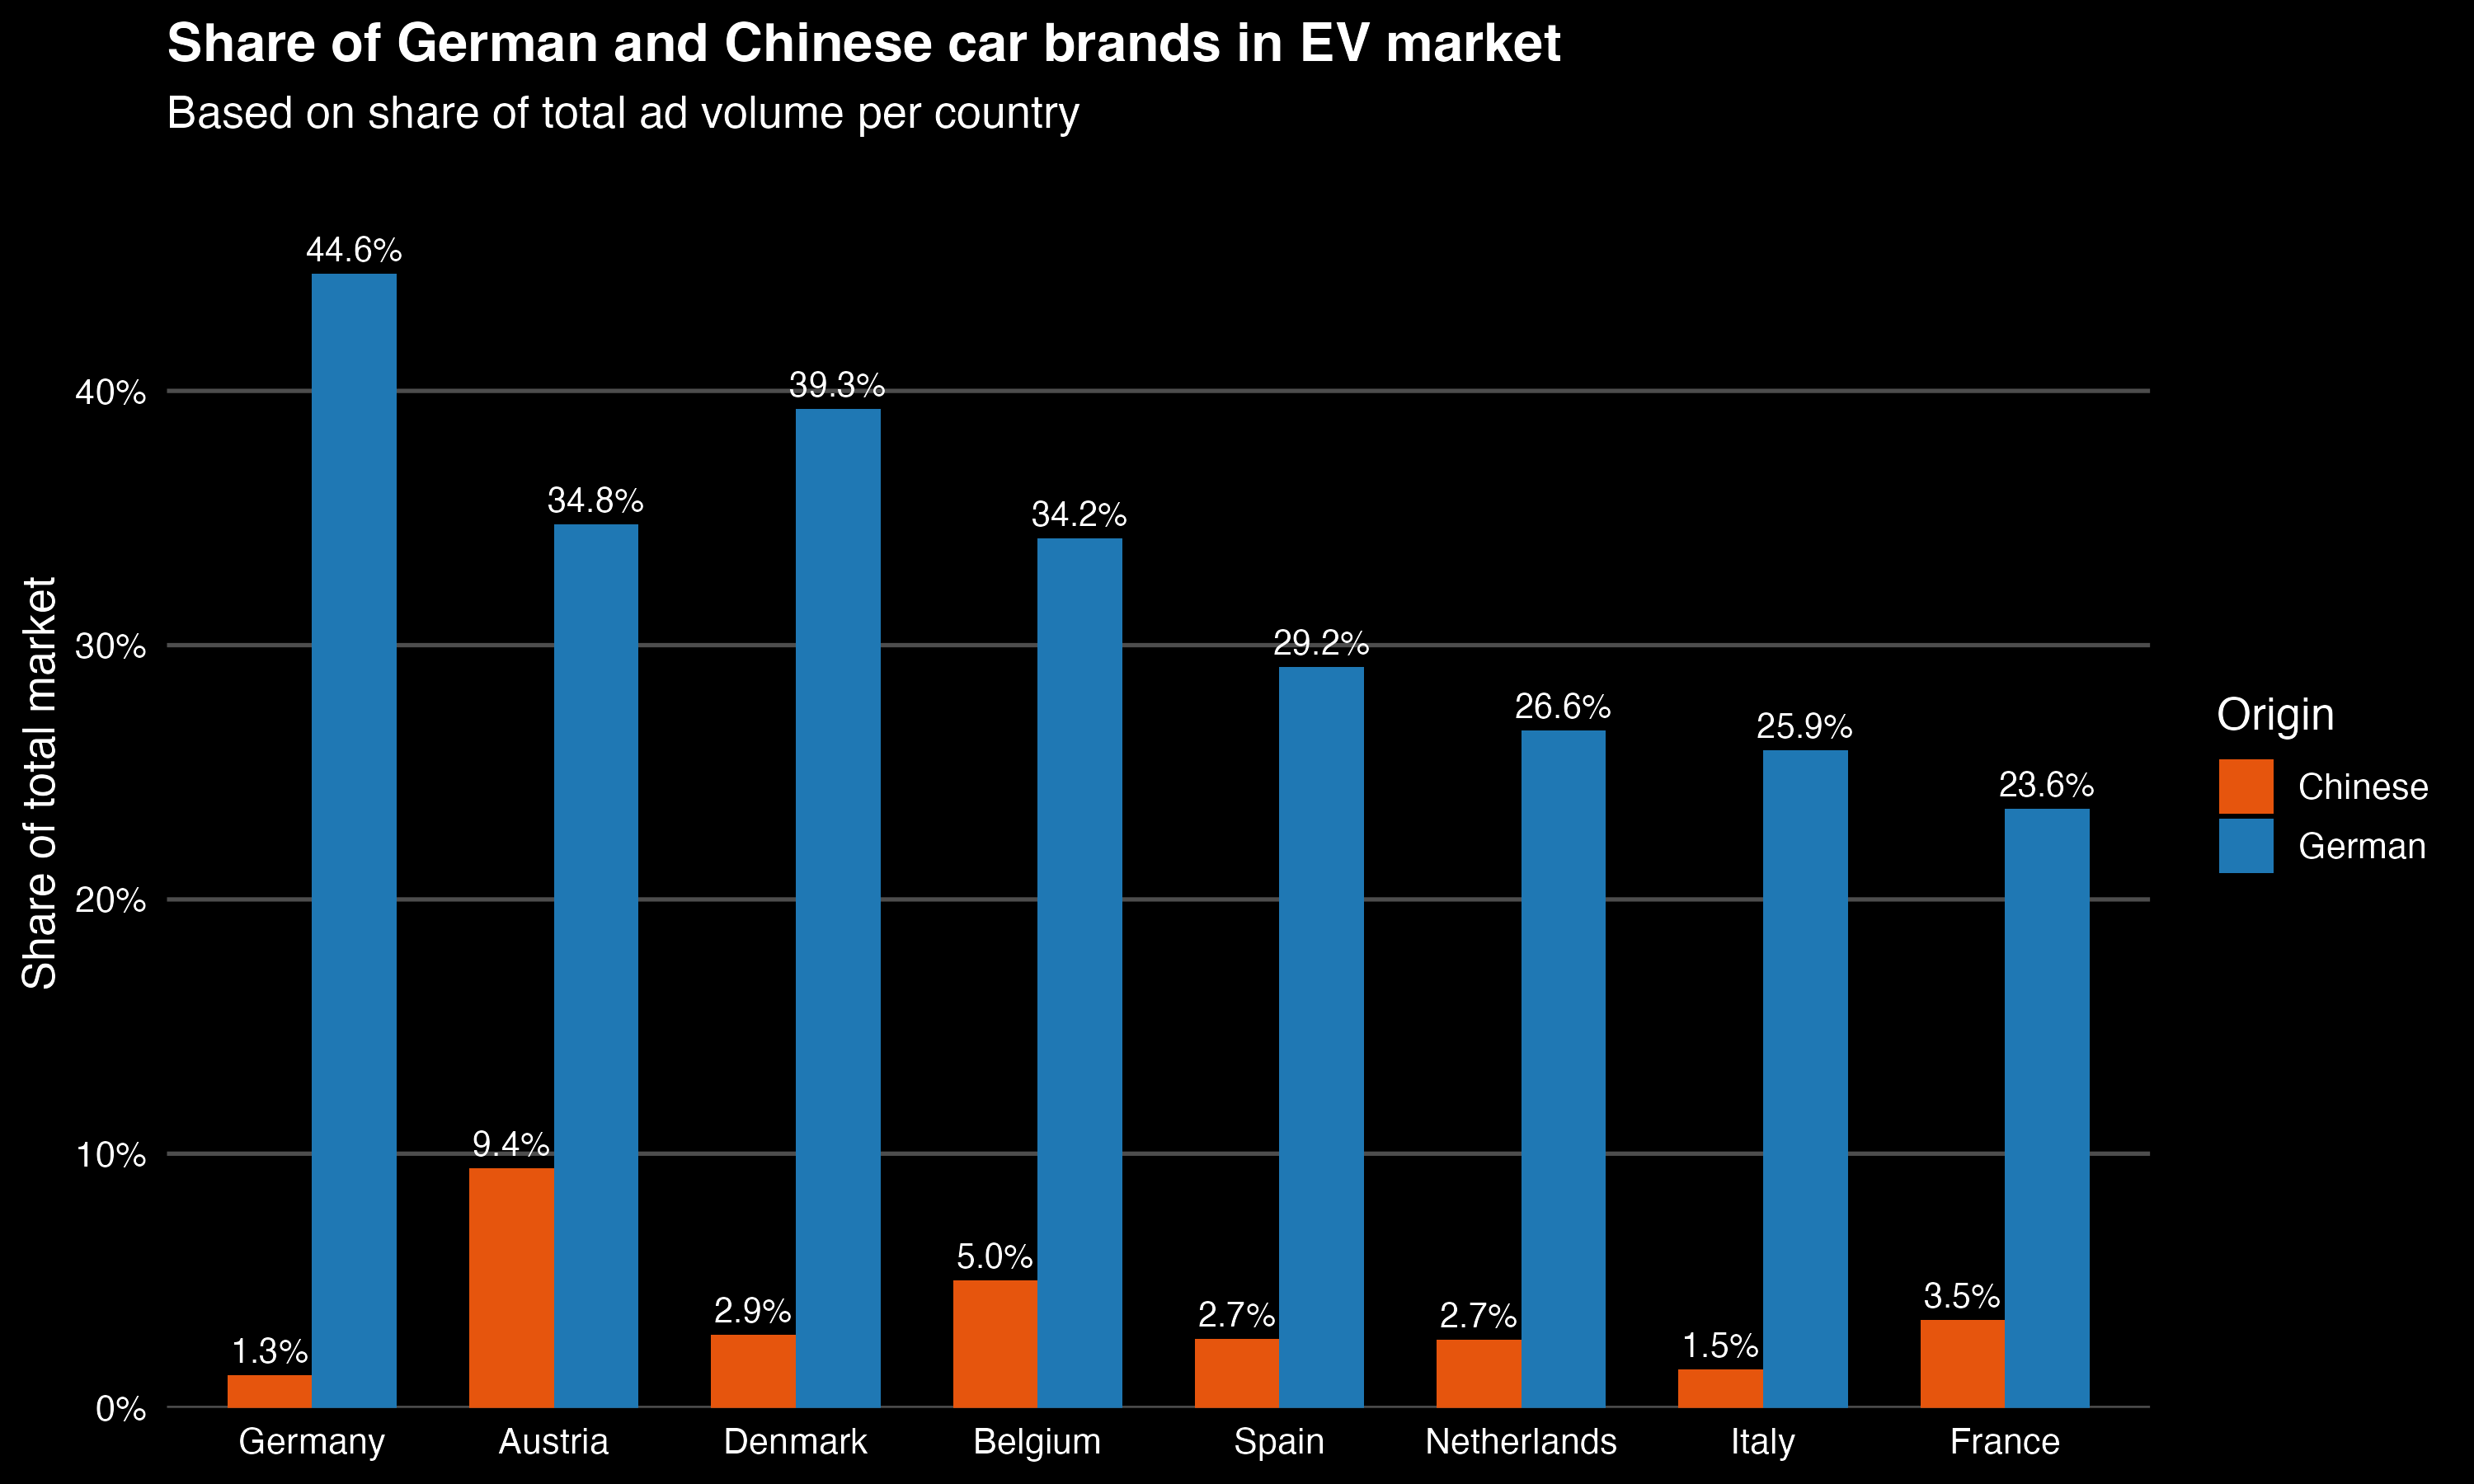 Share of German and Chinese car brands in EV market
Based on share of total ad volume per country
Share of total market
40%
30%
20%
10%
0%
44.6%
34.8%
39.3%
34.2%
29.2%
26.6%
25.9%
23.6%
1.3%
9.4%
2.9%
5.0%
2.7%
2.7%
1.5%
3.5%
Germany
Austria
Denmark
Belgium
Spain
Netherlands
Italy
France
Origin
Chinese
German